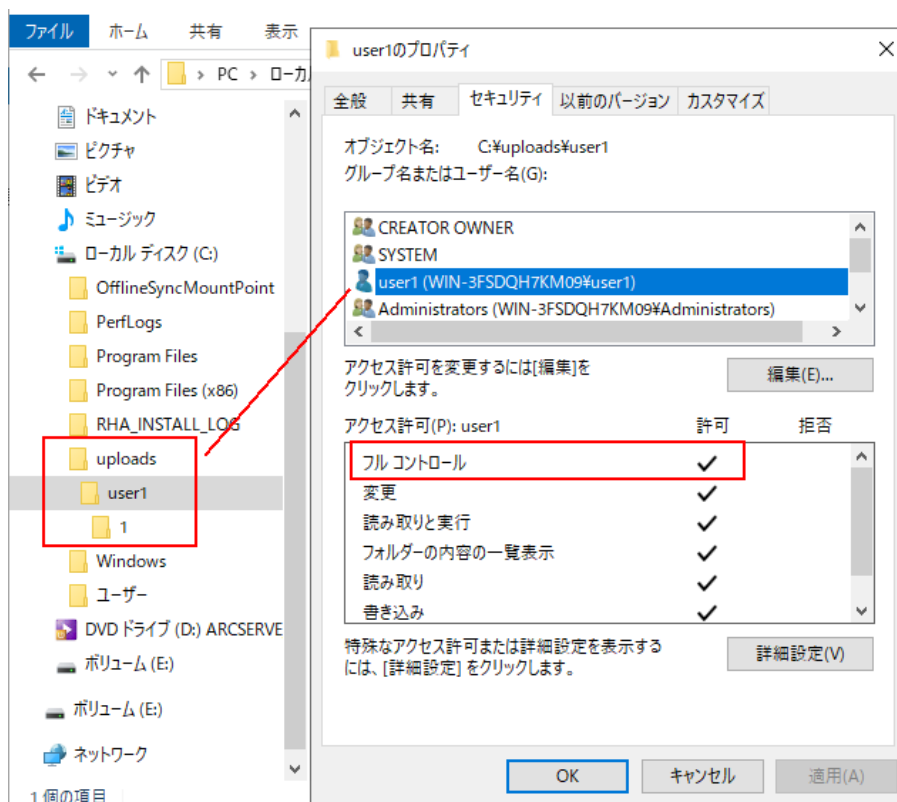 ファイル ホーム 共有 表示
PC ローカ
ドキュメント
ピクチャ
ビデオ
ミュージック
ローカル ディスク (C:)
OfflineSyncMountPoint
PerfLogs
Program Files
Program Files (x86)
RHA_INSTALL_LOG
uploads
user1
1
Windows
ユーザー
DVD ドライブ (D:) ARCSERVE
ボリューム (E:)
ボリューム (E:)
ネットワーク
1 個の項目
user1のプロパティ
全般 共有 セキュリティ 以前のバージョン カスタマイズ
オブジェクト名: C:¥uploads¥user1
グループ名またはユーザー名(G):
CREATOR OWNER
SYSTEM
user1 (WIN-3FSDQH7KM09¥user1)
Administrators (WIN-3FSDQH7KM09¥Administrators)
アクセス許可を変更するには[編集]を
クリックします。
編集(E)...
アクセス許可(P): user1 許可 拒否
フル コントロール
変更
読み取りと実行
フォルダーの内容の一覧表示
読み取り
書き込み
特殊なアクセス許可または詳細設定を表示する
には、[詳細設定] をクリックします。
詳細設定(V)
OK キャンセル 適用(A)